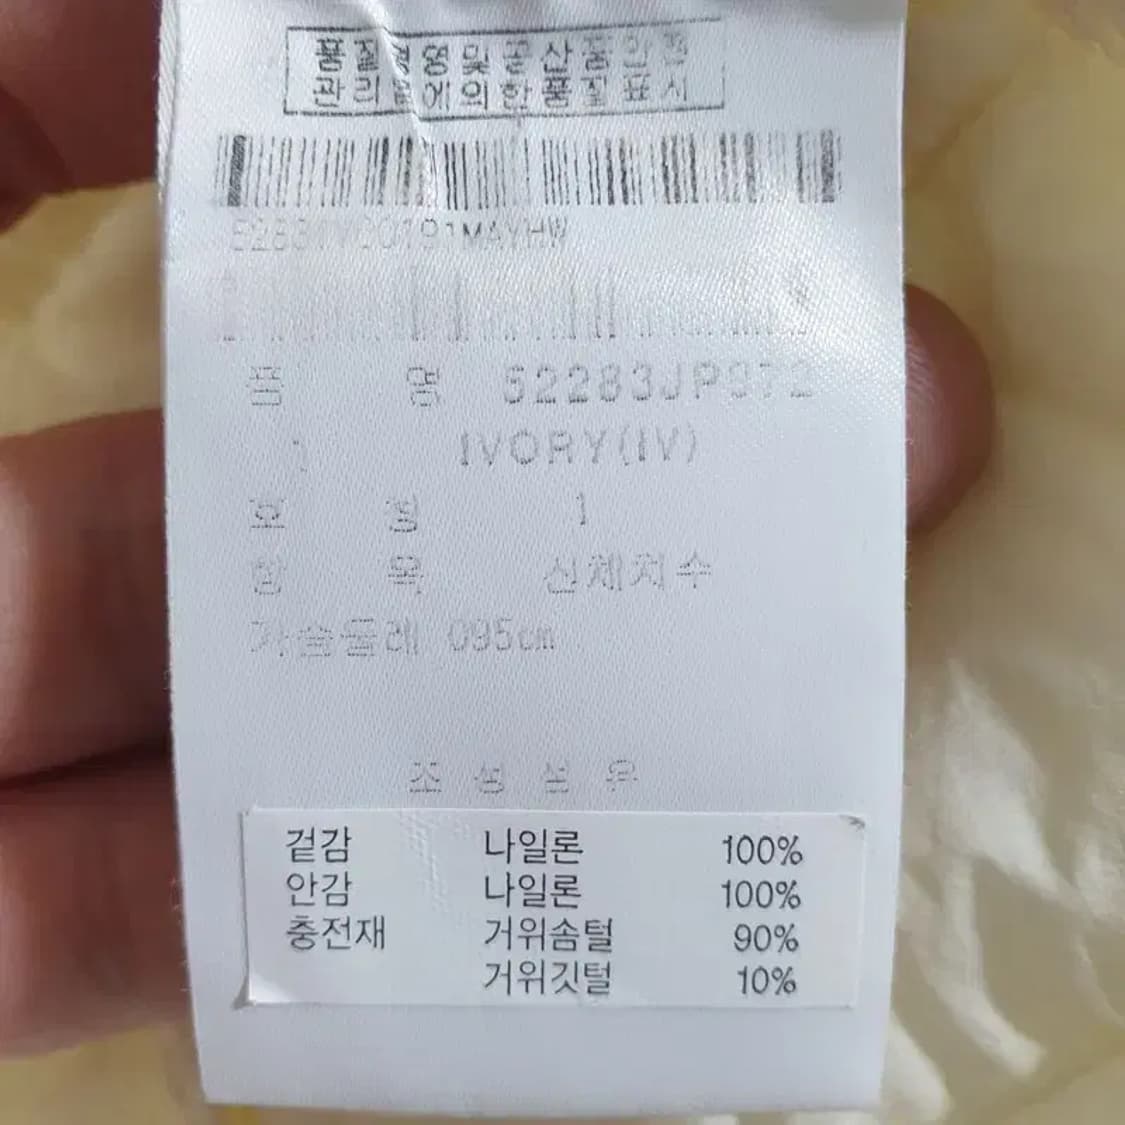 품질경영및공산품안전
관리법에의한품질표시
품 명 S2283JP372
IVORY(IV)
호 칭 1
항 목 신체치수
가슴둘레 095cm
조 성 섬 유
겉감 나일론 100%
안감 나일론 100%
충전재 거위솜털 90%
거위깃털 10%